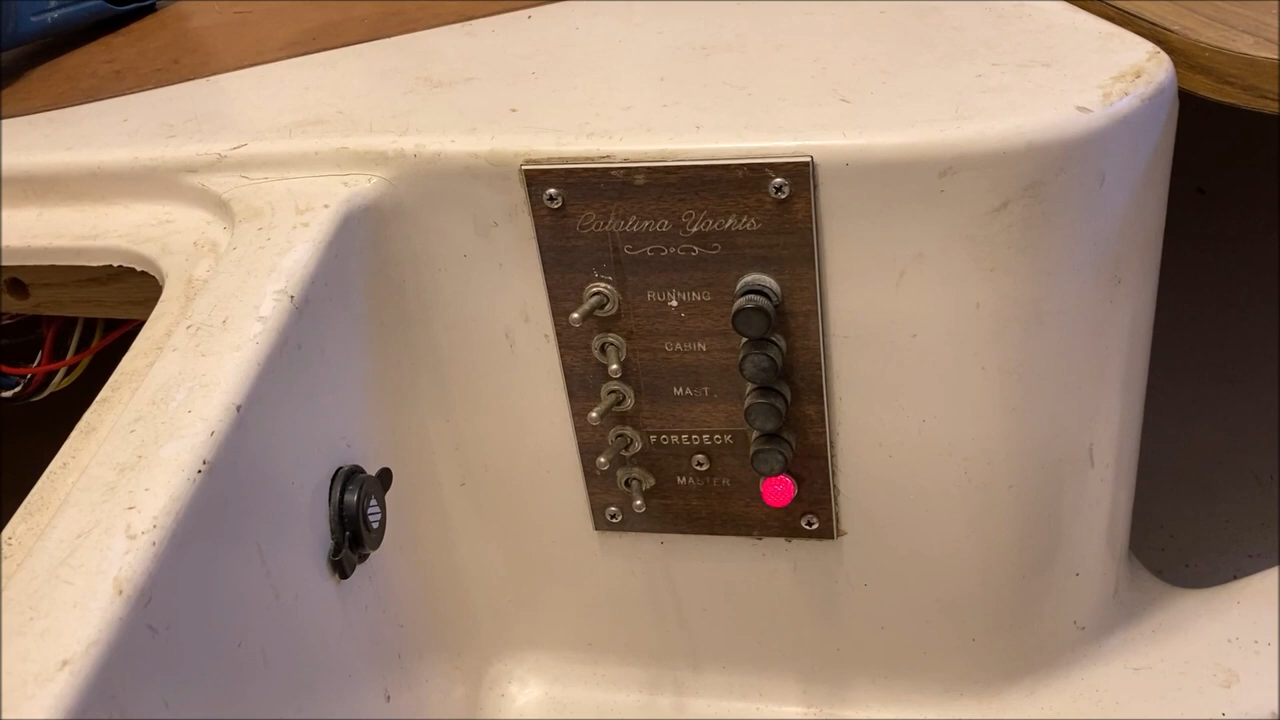 Catalina Yachts
RUNNING
CABIN
MAST
FOREDECK
MASTER